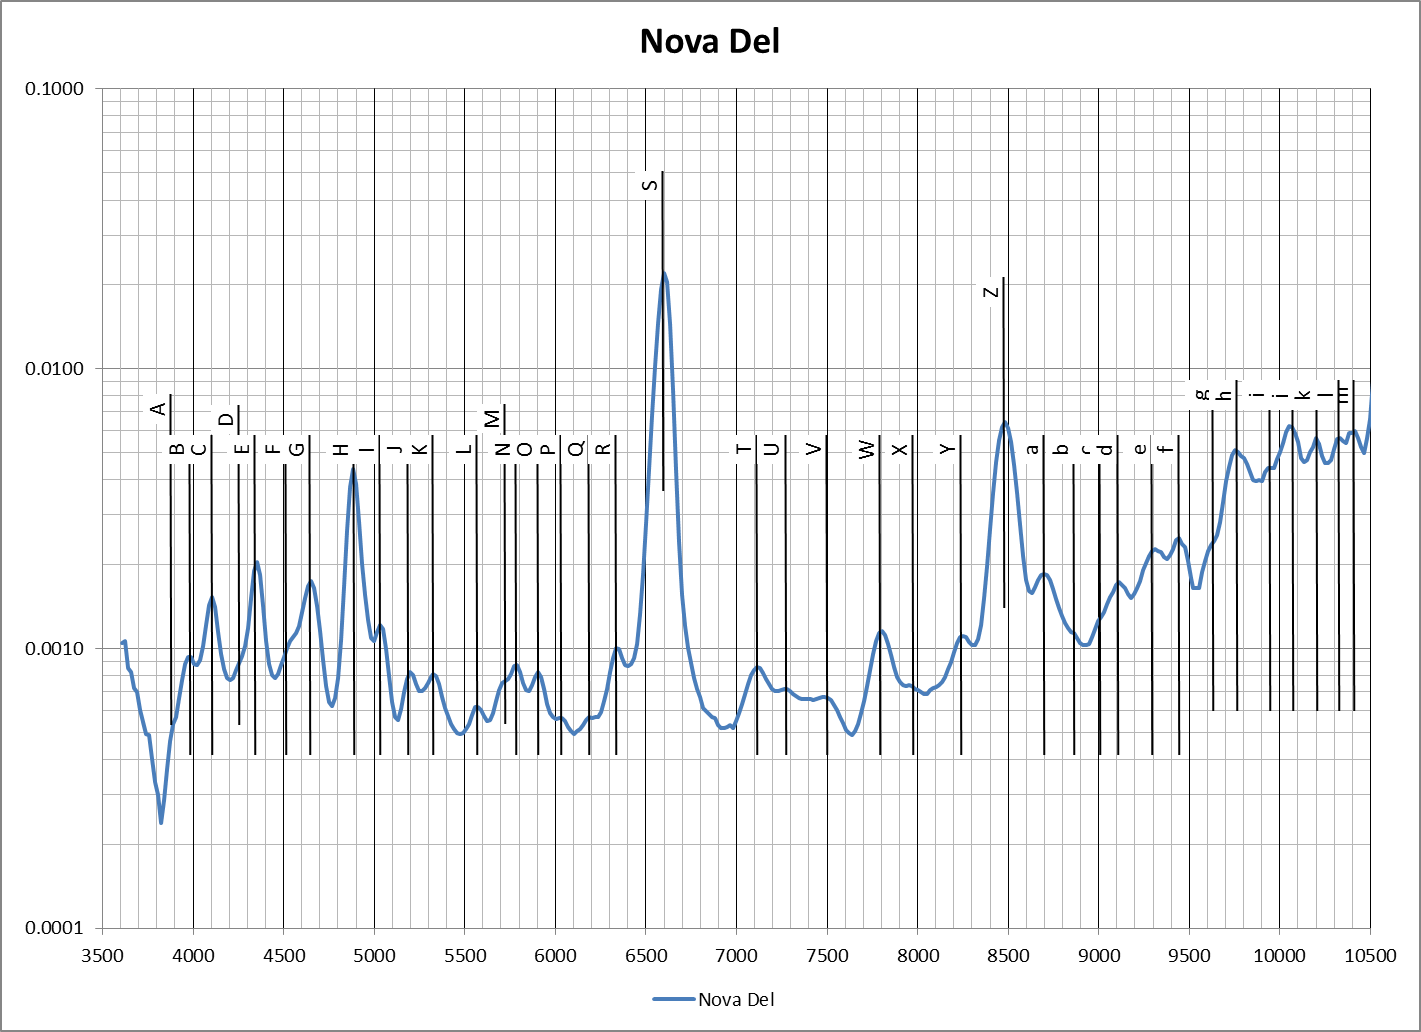 Nova Del
0.1000
0.0100
0.0010
0.0001
A
B
C
D
E
F
G
H
I
J
K
L
M
N
O
P
Q
R
S
T
U
V
W
X
Y
Z
a
b
c
d
e
f
g
h
i
j
k
l
m
3500 4000 4500 5000 5500 6000 6500 7000 7500 8000 8500 9000 9500 10000 10500
Nova Del